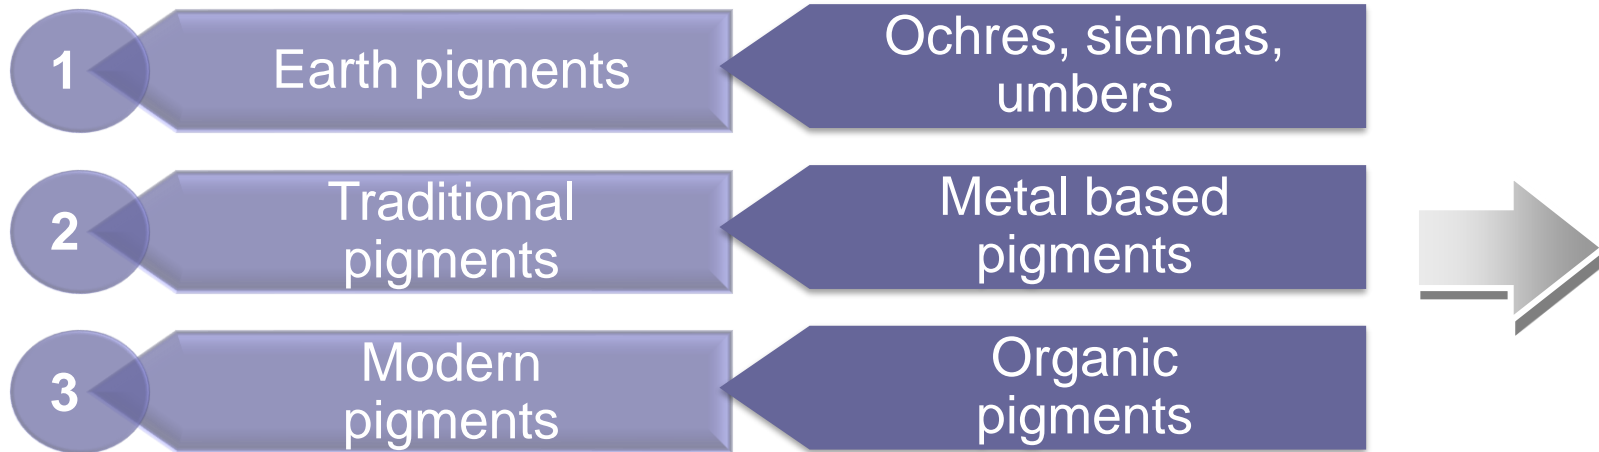 1
Earth pigments
Ochres, siennas,
umbers
2
Traditional
pigments
Metal based
pigments
3
Modern
pigments
Organic
pigments